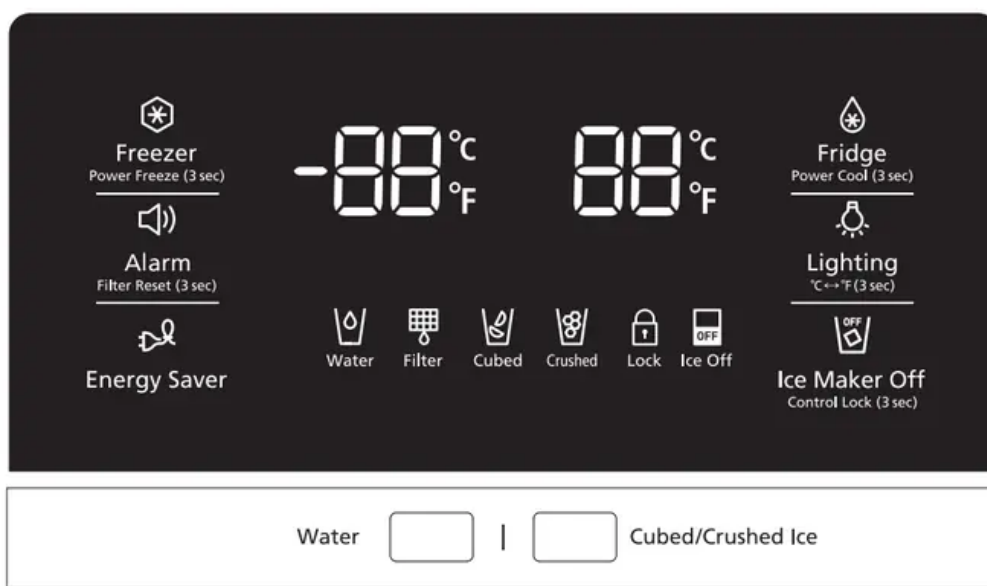 Freezer
Power Freeze (3 sec)
-88 °C
°F
88 °C
°F
Fridge
Power Cool (3 sec)
Alarm
Filter Reset (3 sec)
Lighting
°C↔°F (3 sec)
Energy Saver
Water
Filter
Cubed
Crushed
Lock
OFF
Ice Off
OFF
Ice Maker Off
Control Lock (3 sec)
Water | Cubed/Crushed Ice